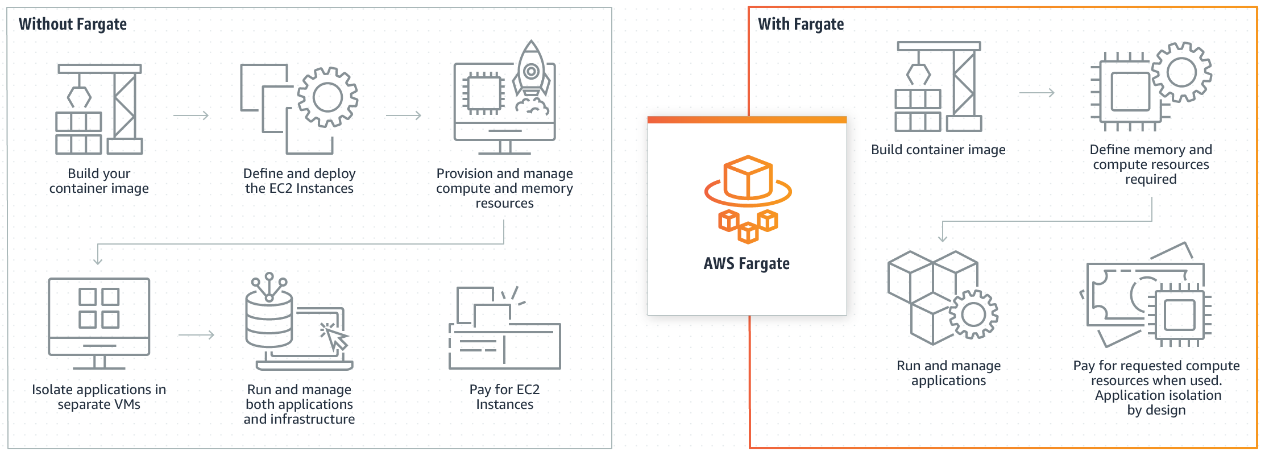 Without Fargate
Build your
container image
Define and deploy
the EC2 Instances
Provision and manage
compute and memory
resources
Isolate applications in
separate VMs
Run and manage
both applications
and infrastructure
Pay for EC2
Instances
AWS Fargate
With Fargate
Build container image
Define memory and
compute resources
required
Run and manage
applications
Pay for requested compute
resources when used.
Application isolation
by design